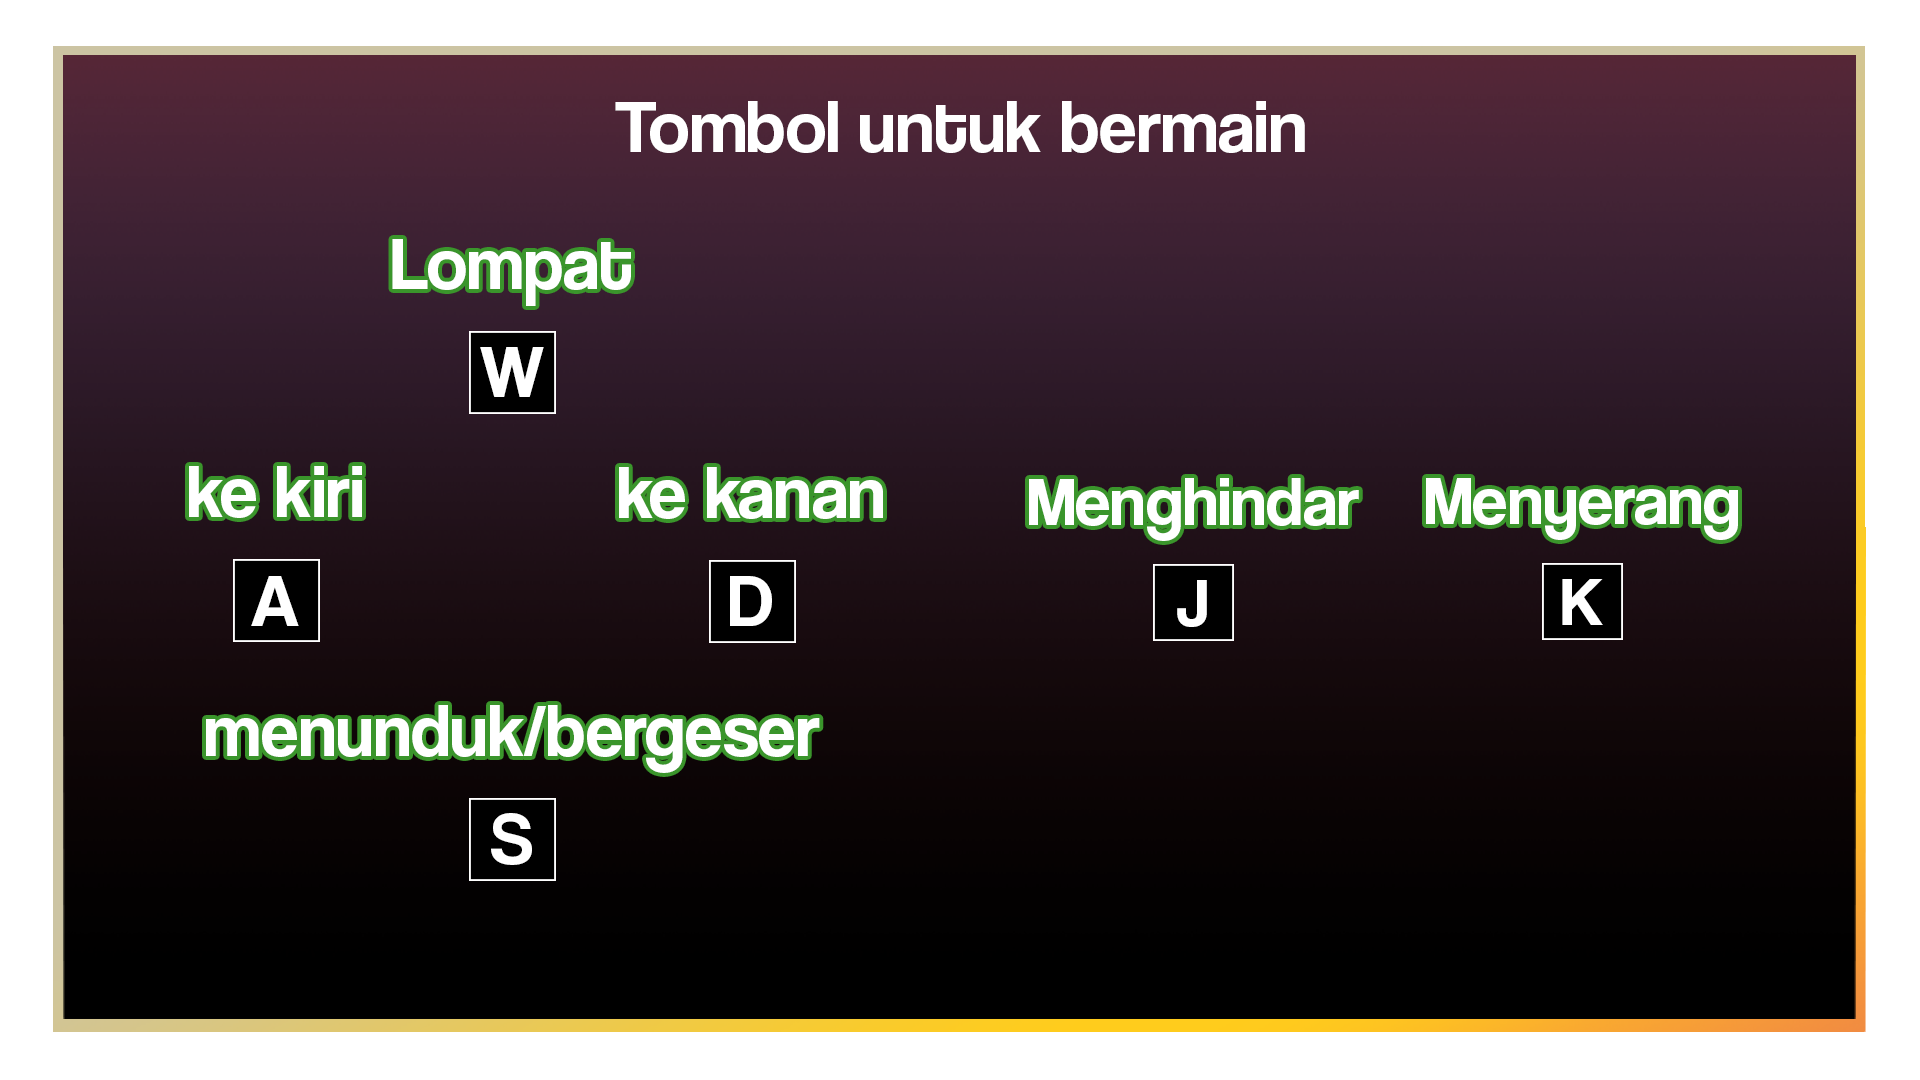 Tombol untuk bermain
Lompat
W
ke kiri
ke kanan
Menghindar
Menyerang
A
D
J
K
menunduk/bergeser
S